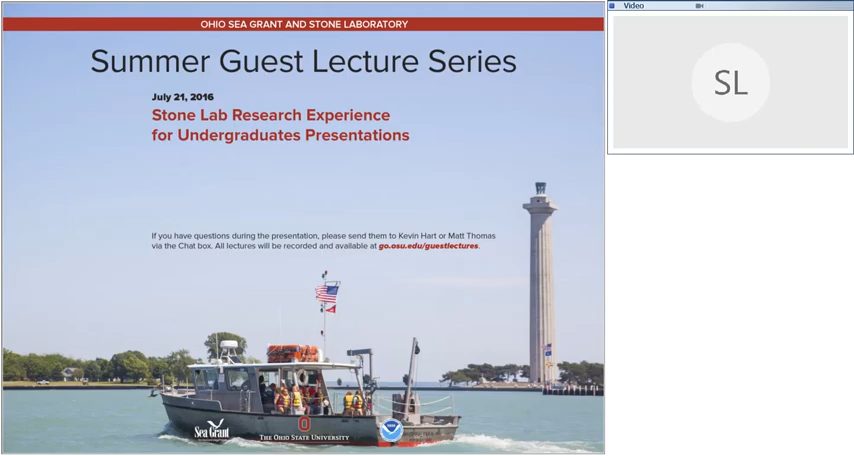 OHIO SEA GRANT AND STONE LABORATORY
Summer Guest Lecture Series
July 21, 2016
Stone Lab Research Experience
for Undergraduates Presentations
If you have questions during the presentation, please send them to Kevin Hart or Matt Thomas
via the Chat box. All lectures will be recorded and available at go.osu.edu/guestlectures.
Sea Grant
THE OHIO STATE UNIVERSITY
Video
SL